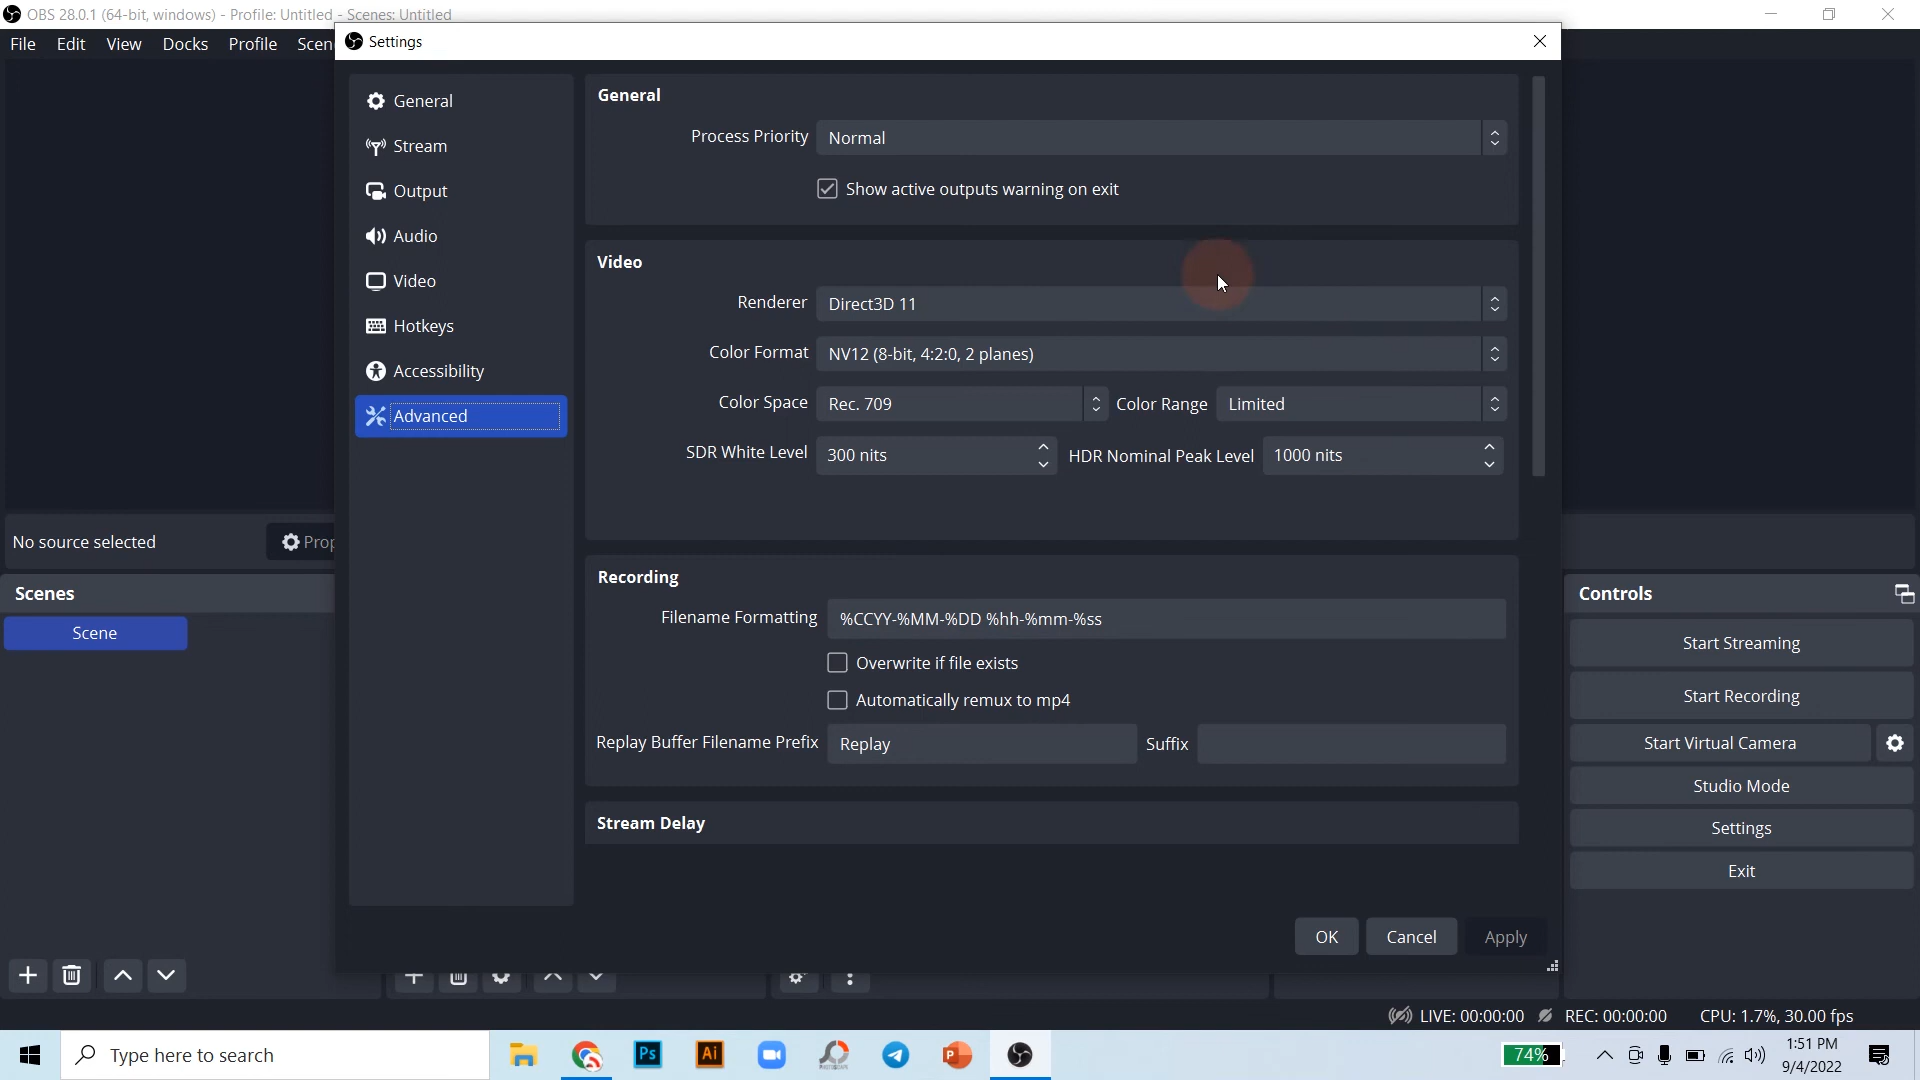 OBS 28.0.1 (64-bit, windows) - Profile: Untitled - Scenes: Untitled
File Edit View Docks Profile
Settings
General
Stream
Output
Audio
Video
Hotkeys
Accessibility
Advanced
General
Process Priority Normal
Show active outputs warning on exit
Video
Renderer Direct3D 11
Color Format NV12 (8-bit, 4:2:0, 2 planes)
Color Space Rec. 709 Color Range Limited
SDR White Level 300 nits HDR Nominal Peak Level 1000 nits
Recording
Filename Formatting %CCYY-%MM-%DD %hh-%mm-%ss
Overwrite if file exists
Automatically remux to mp4
Replay Buffer Filename Prefix Replay Suffix
Stream Delay
OK Cancel Apply
No source selected
Scenes
Scene
Controls
Start Streaming
Start Recording
Start Virtual Camera
Studio Mode
Settings
Exit
LIVE: 00:00:00 REC: 00:00:00 CPU: 1.7%, 30.00 fps
Type here to search
Ps
Ai
74%
1:51 PM
9/4/2022